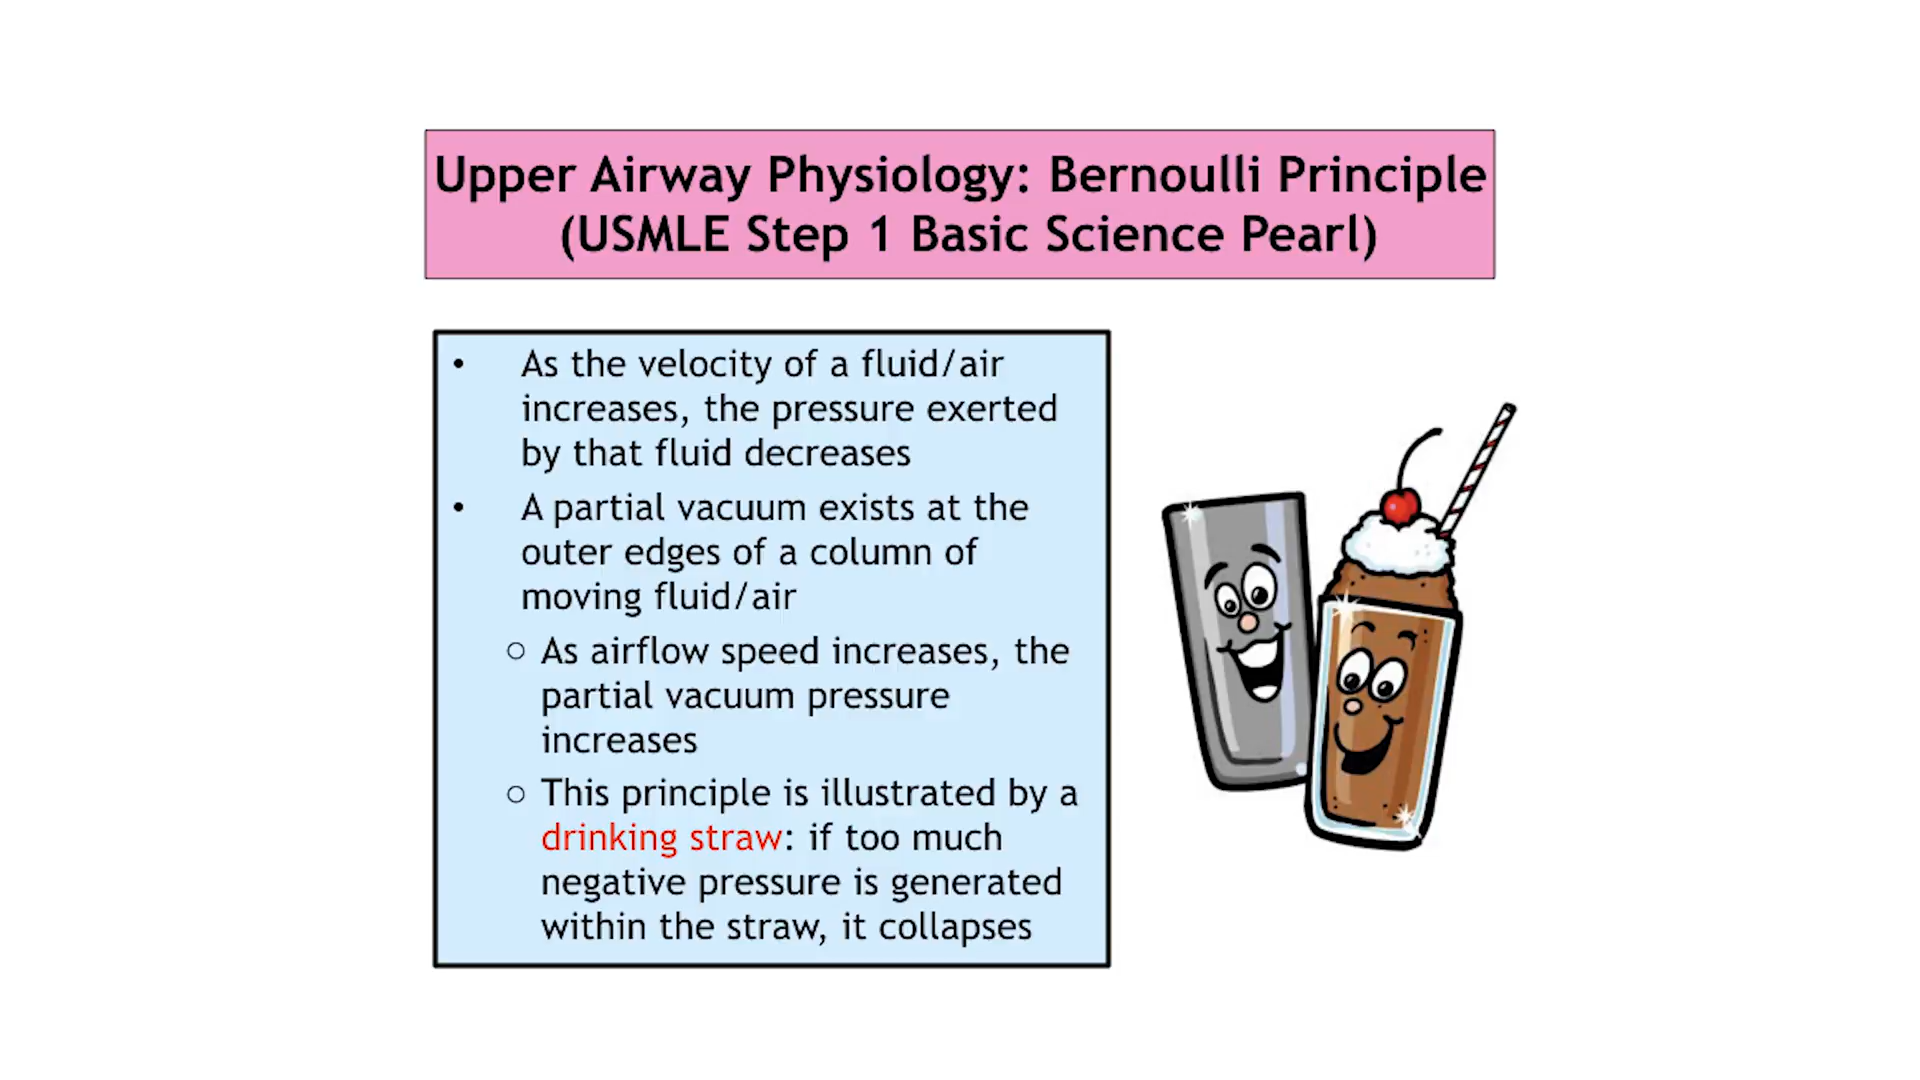 Upper Airway Physiology: Bernoulli Principle
(USMLE Step 1 Basic Science Pearl)
• As the velocity of a fluid/air
increases, the pressure exerted
by that fluid decreases
• A partial vacuum exists at the
outer edges of a column of
moving fluid/air
○ As airflow speed increases, the
partial vacuum pressure
increases
○ This principle is illustrated by a
drinking straw: if too much
negative pressure is generated
within the straw, it collapses